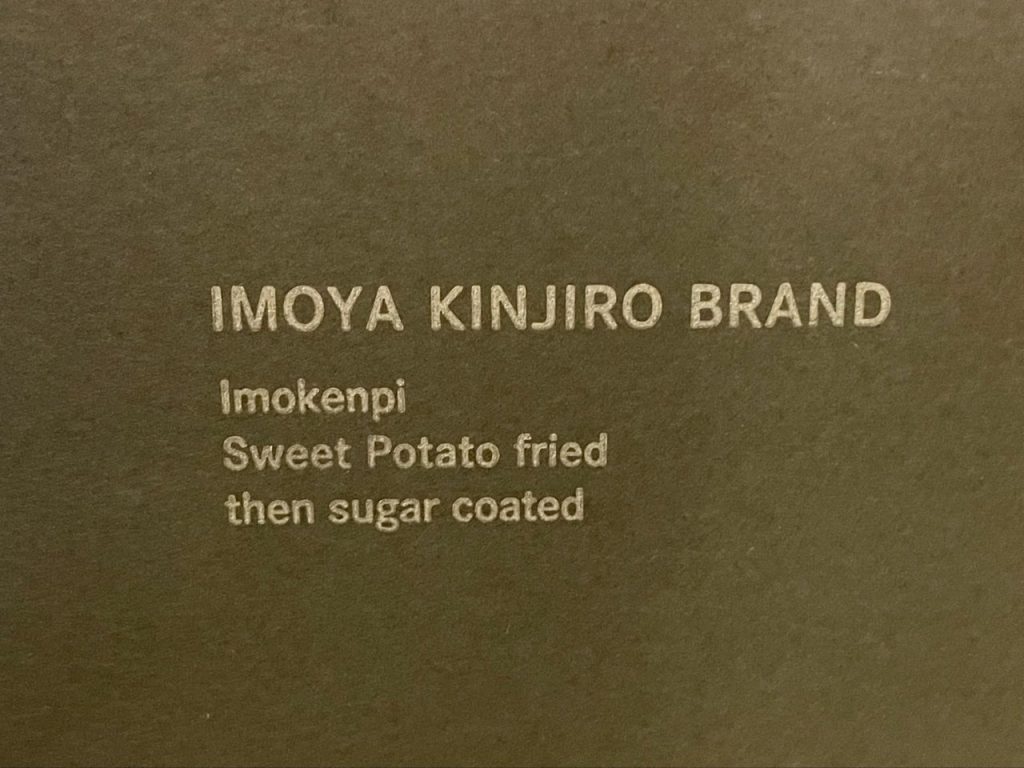 IMOYA KINJIRO BRAND
Imokenpi
Sweet Potato fried
then sugar coated